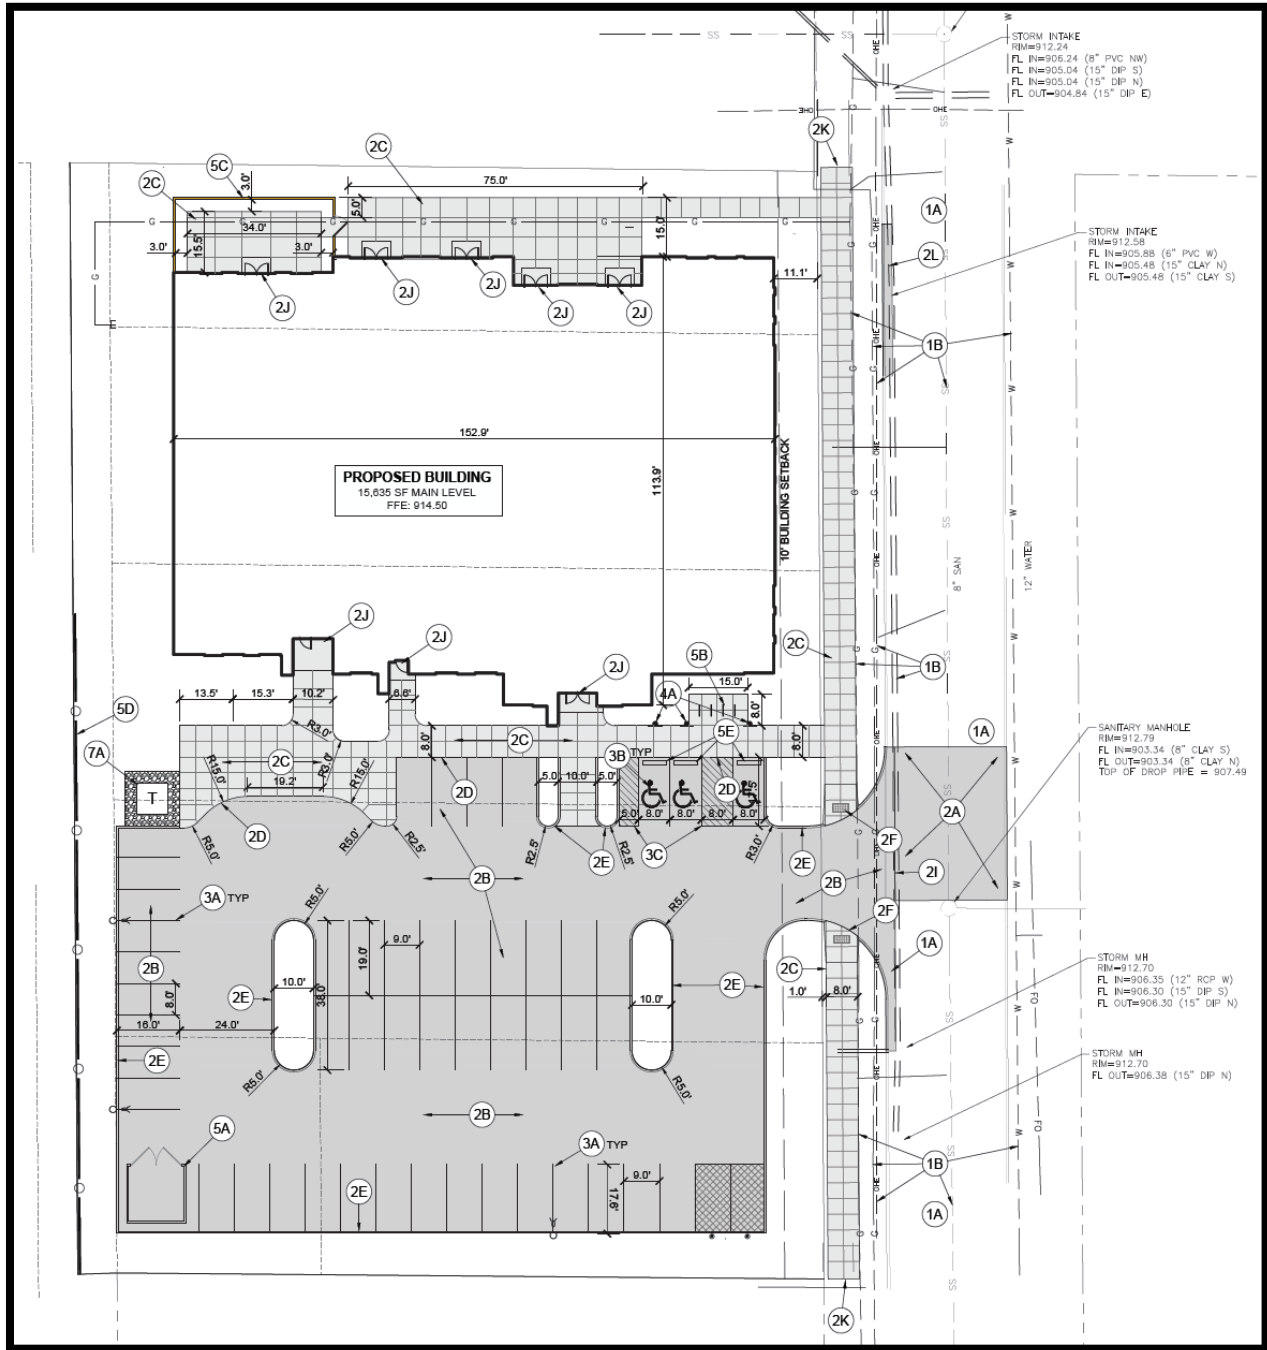 SS
SS
W
STORM INTAKE
RIM=912.24
FL IN=906.24 (8" PVC NW)
FL IN=905.04 (15" DIP S)
FL IN=905.04 (15" DIP N)
FL OUT=904.84 (15" DIP E)
OHE
OHE
OHE
G
SS
2K
W
2C
5C
3.0'
2C
75.0'
5.0'
15.0'
1A
STORM INTAKE
RIM=912.58
FL IN=905.88 (6" PVC W)
FL IN=905.48 (15" CLAY N)
FL OUT=905.48 (15" CLAY S)
G
G
G
G
G
G
34.0'
15.5'
3.0'
3.0'
2L
11.1'
2J
2J
2J
2J
2J
G
E
1B
OHE
G
G
SS
W
152.9'
113.9'
10' BUILDING SETBACK
PROPOSED BUILDING
15,635 SF MAIN LEVEL
FFE: 914.50
8" SAN
12" WATER
2J
2J
2J
5B
15.0'
2C
1B
13.5'
15.3'
10.2'
6.6'
4A
8.0'
5D
7A
R3.0'
8.0'
2C
3B TYP
5E
8.0'
1A
SANITARY MANHOLE
RIM=912.79
FL IN=903.34 (8" CLAY S)
FL OUT=903.34 (8" CLAY N)
TOP OF DROP PIPE = 907.49
2C
R3.0'
R15.0'
R15.0'
19.2'
T
2D
5.0'
10.0'
5.0'
2D
5.0'
8.0'
8.0'
8.0'
8.0'
2A
2D
R5.0'
R5.0'
R2.5'
R2.5'
2E
R2.5'
3C
R3.0'
2E
2F
2B
2B
2I
3A TYP
R5.0'
R5.0'
2F
1A
9.0'
19.0'
2B
2E
10.0'
38.0'
10.0'
2E
2C
1.0'
8.0'
8.0'
16.0'
24.0'
STORM MH
RIM=912.70
FL IN=906.35 (12" RCP W)
FL IN=906.30 (15" DIP S)
FL OUT=906.30 (15" DIP N)
FO
2E
R5.0'
R5.0'
STORM MH
RIM=912.70
FL OUT=906.38 (15" DIP N)
2B
5A
3A TYP
FO
W
1B
9.0'
17.6'
2E
1A
G
G
SS
2K